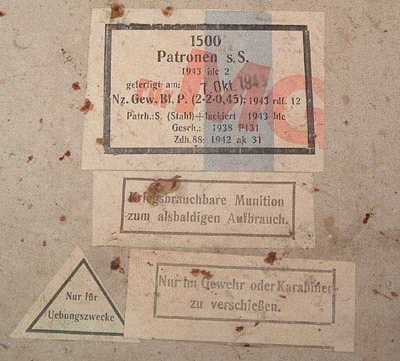 1500
Patronen s.S.
1943 hlc 2
gefertigt am: 7. Okt. 1943
Nz. Gew. Bl. P. (2·2·0,45): 1943 rdf. 12
Patrh.: S. (Stahl)+lackiert 1943 hlc
Gesch.: 1938 P131
Zdh.88: 1942 ak 31
Kriegsbrauchbare Munition
zum alsbaldigen Aufbrauch.
Nur für
Uebungszwecke
Nur im Gewehr oder Karabiner
zu verschießen.